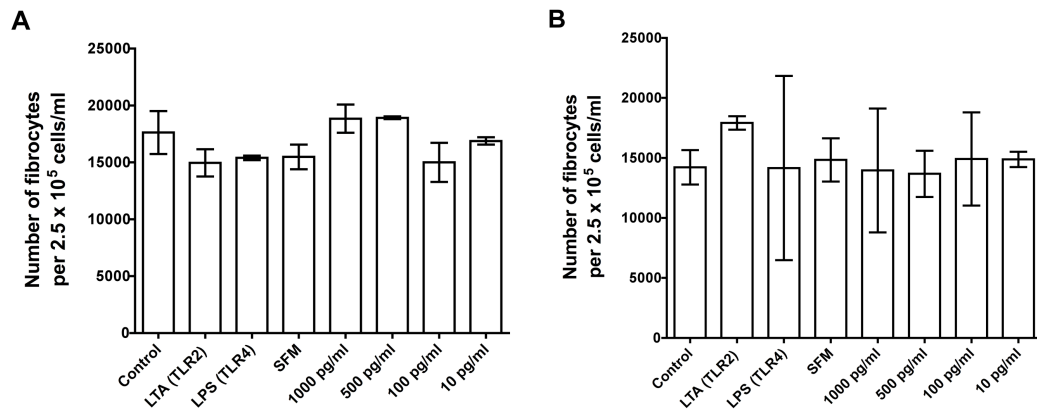 A
Number of fibrocytes
per 2.5 x 10⁵ cells/ml
25000
20000
15000
10000
5000
0
Control
LTA (TLR2)
LPS (TLR4)
SFM
1000 pg/ml
500 pg/ml
100 pg/ml
10 pg/ml
B
Number of fibrocytes
per 2.5 x 10⁵ cells/ml
25000
20000
15000
10000
5000
0
Control
LTA (TLR2)
LPS (TLR4)
SFM
1000 pg/ml
500 pg/ml
100 pg/ml
10 pg/ml